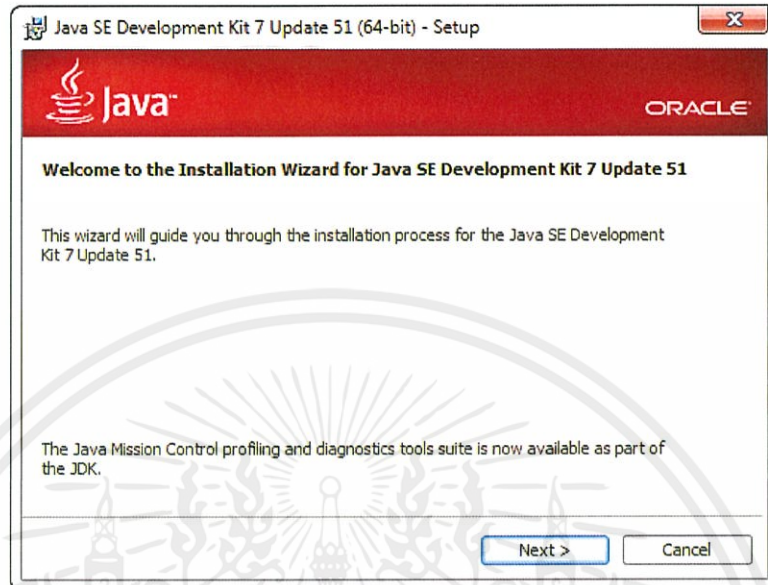 Java SE Development Kit 7 Update 51 (64-bit) - Setup
Java™
ORACLE
Welcome to the Installation Wizard for Java SE Development Kit 7 Update 51
This wizard will guide you through the installation process for the Java SE Development
Kit 7 Update 51.
The Java Mission Control profiling and diagnostics tools suite is now available as part of
the JDK.
Next >
Cancel